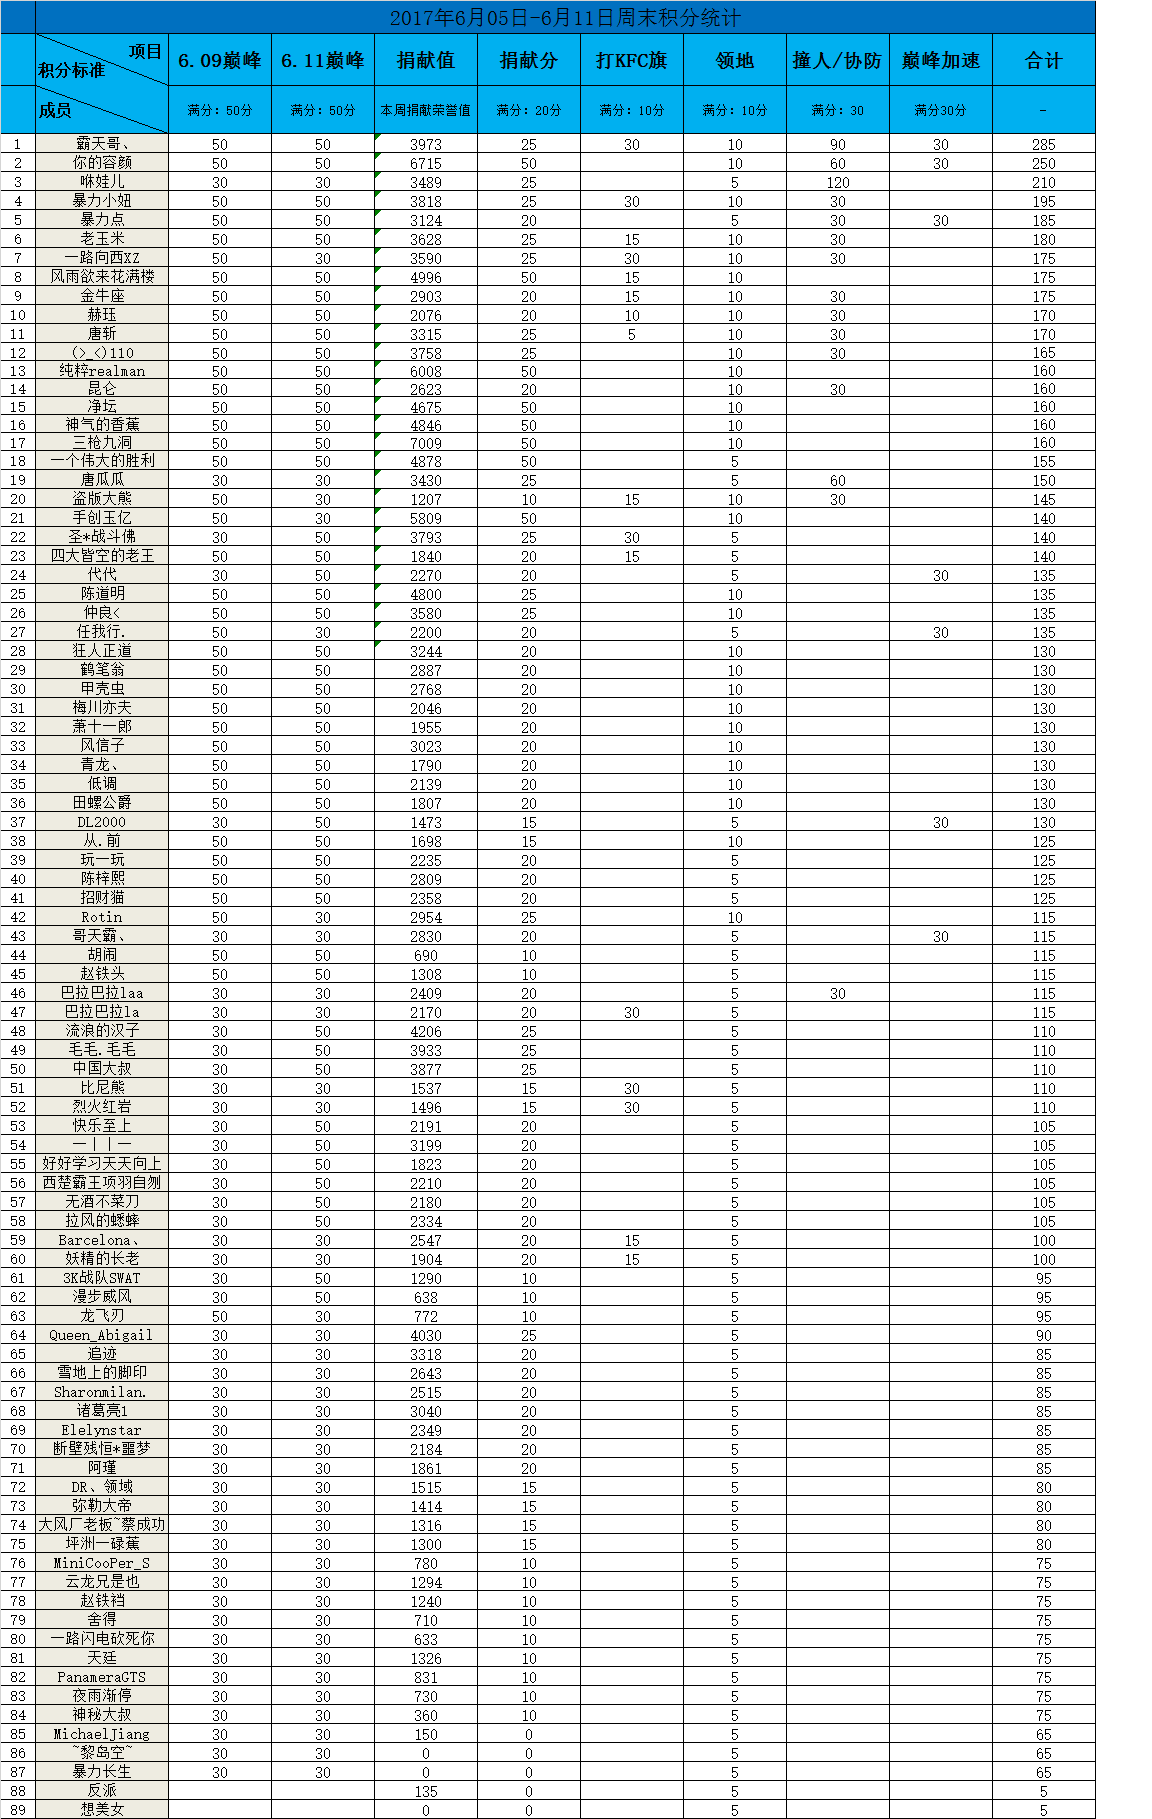 2017年6月05日-6月11日周末积分统计
项目 积分标准 6.09巅峰 6.11巅峰 捐献值 捐献分 打KFC旗 领地 撞人/协防 巅峰加速 合计
成员 满分：50分 满分：50分 本周捐献荣誉值 满分：20分 满分：10分 满分：10分 满分：30 满分30分 -
1 霸天哥、 50 50 3973 25 30 10 90 30 285
2 你的容颜 50 50 6715 50 10 60 30 250
3 咻娃儿 30 30 3489 25 5 120 210
4 暴力小妞 50 50 3818 25 30 10 30 195
5 暴力点 50 50 3124 20 5 30 30 185
6 老玉米 50 50 3628 25 15 10 30 180
7 一路向西XZ 50 30 3590 25 30 10 30 175
8 风雨欲来花满楼 50 50 4996 50 15 10 175
9 金牛座 50 50 2903 20 15 10 30 175
10 赫珏 50 50 2076 20 10 10 30 170
11 唐斩 50 50 3315 25 5 10 30 170
12 (>_<)110 50 50 3758 25 10 30 165
13 纯粹realman 50 50 6008 50 10 160
14 昆仑 50 50 2623 20 10 30 160
15 净坛 50 50 4675 50 10 160
16 神气的香蕉 50 50 4846 50 10 160
17 三枪九洞 50 50 7009 50 10 160
18 一个伟大的胜利 50 50 4878 50 5 155
19 唐瓜瓜 30 30 3430 25 5 60 150
20 盗版大熊 50 30 1207 10 15 10 30 145
21 手创玉亿 50 30 5809 50 10 140
22 圣*战斗佛 30 50 3793 25 30 5 140
23 四大皆空的老王 50 50 1840 20 15 5 140
24 代代 30 50 2270 20 5 30 135
25 陈道明 50 50 4800 25 10 135
26 仲良< 50 50 3580 25 10 135
27 任我行. 50 30 2200 20 5 30 135
28 狂人正道 50 50 3244 20 10 130
29 鹤笔翁 50 50 2887 20 10 130
30 甲壳虫 50 50 2768 20 10 130
31 梅川亦夫 50 50 2046 20 10 130
32 萧十一郎 50 50 1955 20 10 130
33 风信子 50 50 3023 20 10 130
34 青龙、 50 50 1790 20 10 130
35 低调 50 50 2139 20 10 130
36 田螺公爵 50 50 1807 20 10 130
37 DL2000 30 50 1473 15 5 30 130
38 从.前 50 50 1698 15 10 125
39 玩一玩 50 50 2235 20 5 125
40 陈梓熙 50 50 2809 20 5 125
41 招财猫 50 50 2358 20 5 125
42 Rotin 50 30 2954 25 10 115
43 哥天霸、 30 30 2830 20 5 30 115
44 胡闹 50 50 690 10 5 115
45 赵铁头 50 50 1308 10 5 115
46 巴拉巴拉laa 30 30 2409 20 5 30 115
47 巴拉巴拉la 30 30 2170 20 30 5 115
48 流浪的汉子 30 50 4206 25 5 110
49 毛毛.毛毛 30 50 3933 25 5 110
50 中国大叔 30 50 3877 25 5 110
51 比尼熊 30 30 1537 15 30 5 110
52 烈火红岩 30 30 1496 15 30 5 110
53 快乐至上 30 50 2191 20 5 105
54 一丨丨一 30 50 3199 20 5 105
55 好好学习天天向上 30 50 1823 20 5 105
56 西楚霸王项羽自刎 30 50 2210 20 5 105
57 无酒不菜刀 30 50 2180 20 5 105
58 拉风的蟋蟀 30 50 2334 20 5 105
59 Barcelona、 30 30 2547 20 15 5 100
60 妖精的长老 30 30 1904 20 15 5 100
61 3K战队SWAT 30 50 1290 10 5 95
62 漫步威风 30 50 638 10 5 95
63 龙飞刃 50 30 772 10 5 95
64 Queen_Abigail 30 30 4030 25 5 90
65 追迹 30 30 3318 20 5 85
66 雪地上的脚印 30 30 2643 20 5 85
67 Sharonmilan. 30 30 2515 20 5 85
68 诸葛亮1 30 30 3040 20 5 85
69 Elelynstar 30 30 2349 20 5 85
70 断壁残恒*噩梦 30 30 2184 20 5 85
71 阿瑾 30 30 1861 20 5 85
72 DR、领域 30 30 1515 15 5 80
73 弥勒大帝 30 30 1414 15 5 80
74 大风厂老板~蔡成功 30 30 1316 15 5 80
75 坪洲一碌蕉 30 30 1300 15 5 80
76 MiniCooPer_S 30 30 780 10 5 75
77 云龙兄是也 30 30 1294 10 5 75
78 赵铁裆 30 30 1240 10 5 75
79 舍得 30 30 710 10 5 75
80 一路闪电砍死你 30 30 633 10 5 75
81 天廷 30 30 1326 10 5 75
82 PanameraGTS 30 30 831 10 5 75
83 夜雨渐停 30 30 730 10 5 75
84 神秘大叔 30 30 360 10 5 75
85 MichaelJiang 30 30 150 0 5 65
86 ~黎岛空~ 30 30 0 0 5 65
87 暴力长生 30 30 0 0 5 65
88 反派 135 0 5 5
89 想美女 0 0 5 5